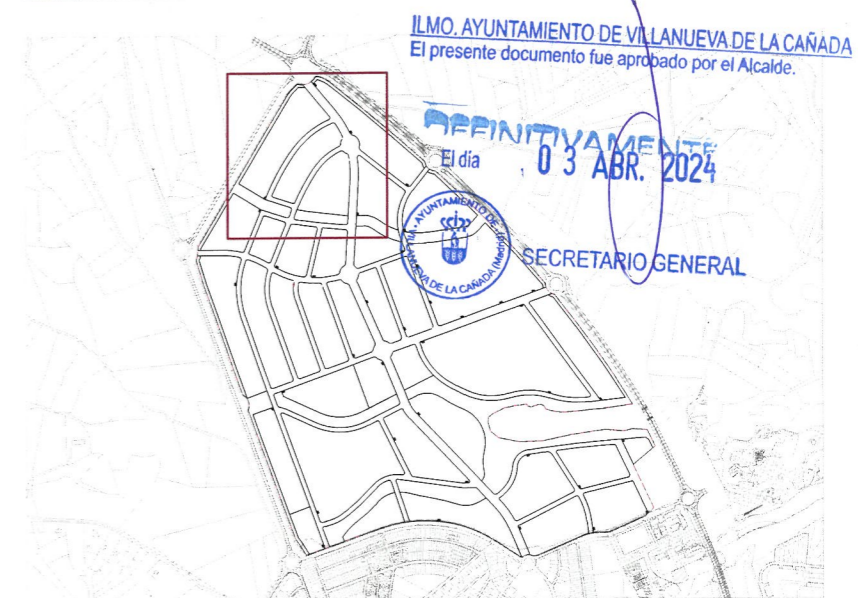 ILMO. AYUNTAMIENTO DE VILLANUEVA DE LA CAÑADA
El presente documento fue aprobado por el Alcalde.
DEFINITIVAMENTE
El día 03 ABR. 2024
AYUNTAMIENTO DE VILLANUEVA DE LA CAÑADA (Madrid)
SECRETARIO GENERAL